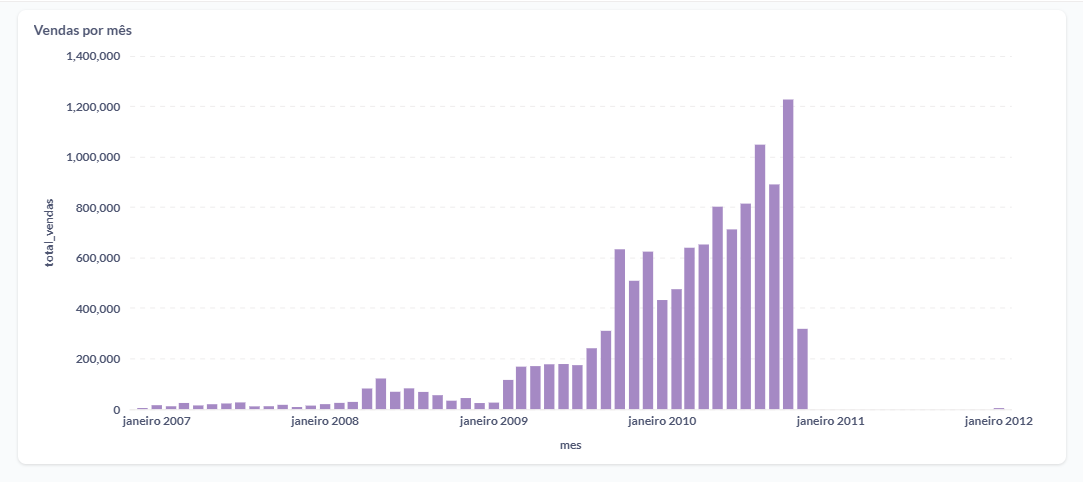 Vendas por mês
1,400,000
1,200,000
1,000,000
800,000
600,000
400,000
200,000
0
total_vendas
janeiro 2007
janeiro 2008
janeiro 2009
janeiro 2010
janeiro 2011
janeiro 2012
mes